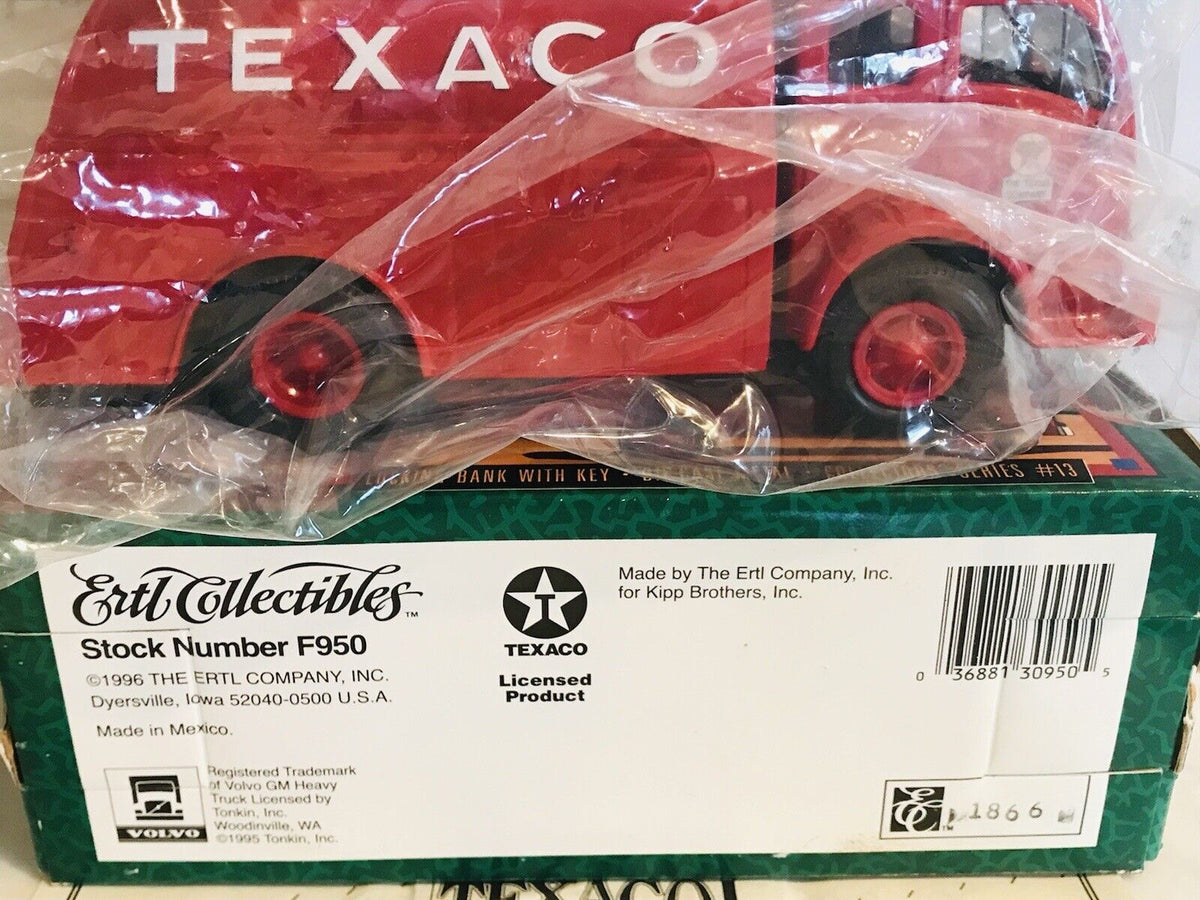 TEXACO
BANK WITH KEY
SERIES #13
Ertl Collectibles™
Stock Number F950
©1996 THE ERTL COMPANY, INC.
Dyersville, Iowa 52040-0500 U.S.A.
Made in Mexico.
VOLVO
Registered Trademark
of Volvo GM Heavy
Truck Licensed by
Tonkin, Inc.
Woodinville, WA
©1995 Tonkin, Inc.
T
TEXACO
Licensed
Product
Made by The Ertl Company, Inc.
for Kipp Brothers, Inc.
0 36881 30950 5
E™ 1866
TEXACO